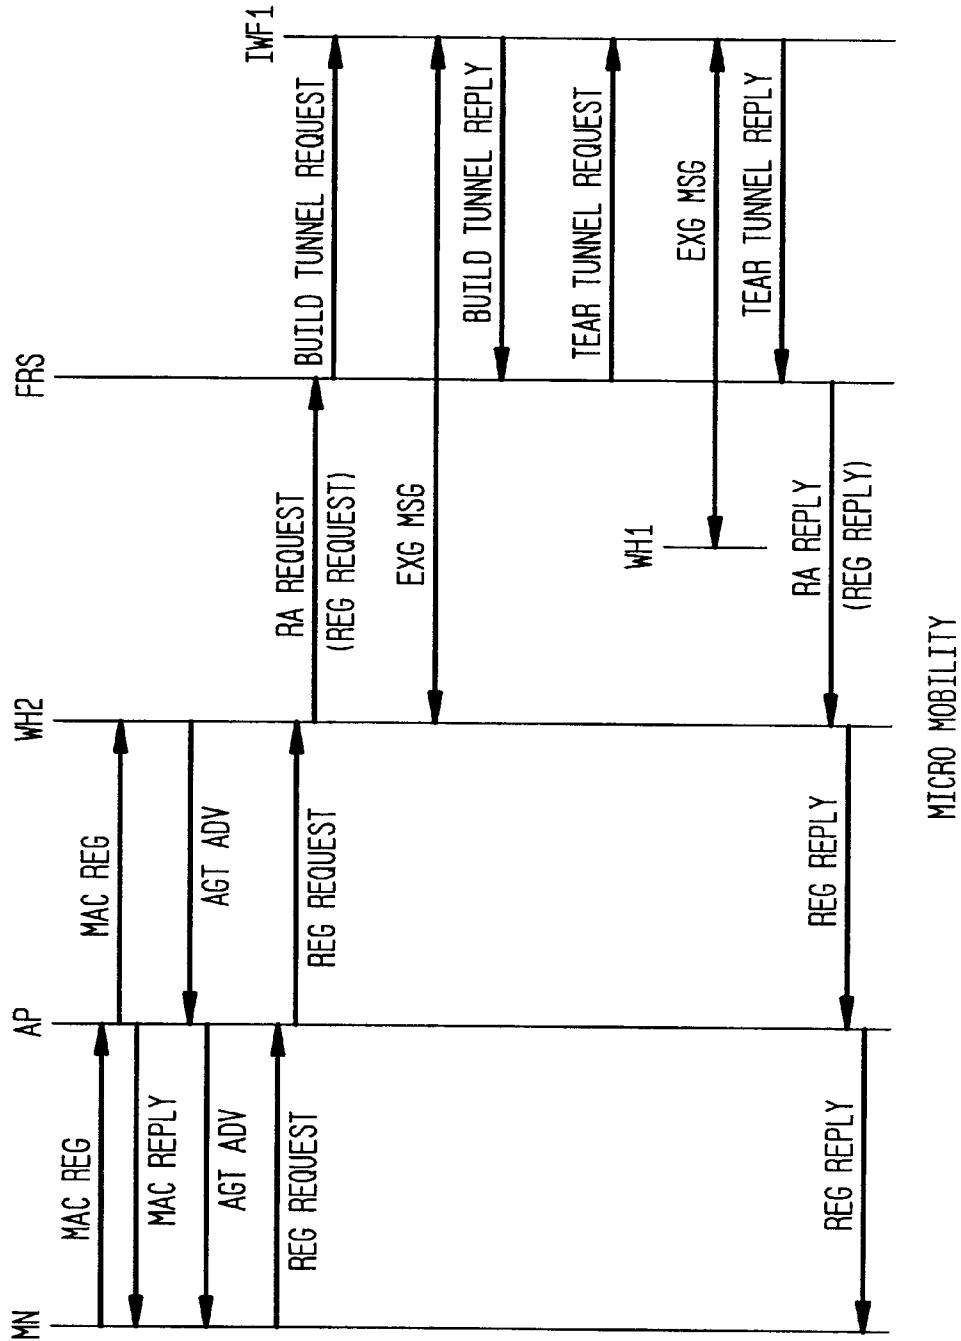 MN
AP
WH2
FRS
IWF1
MAC REG
MAC REG
MAC REPLY
AGT ADV
AGT ADV
REG REQUEST
REG REQUEST
RA REQUEST
(REG REQUEST)
BUILD TUNNEL REQUEST
EXG MSG
BUILD TUNNEL REPLY
TEAR TUNNEL REQUEST
WH1
EXG MSG
TEAR TUNNEL REPLY
RA REPLY
(REG REPLY)
REG REPLY
REG REPLY
MICRO MOBILITY